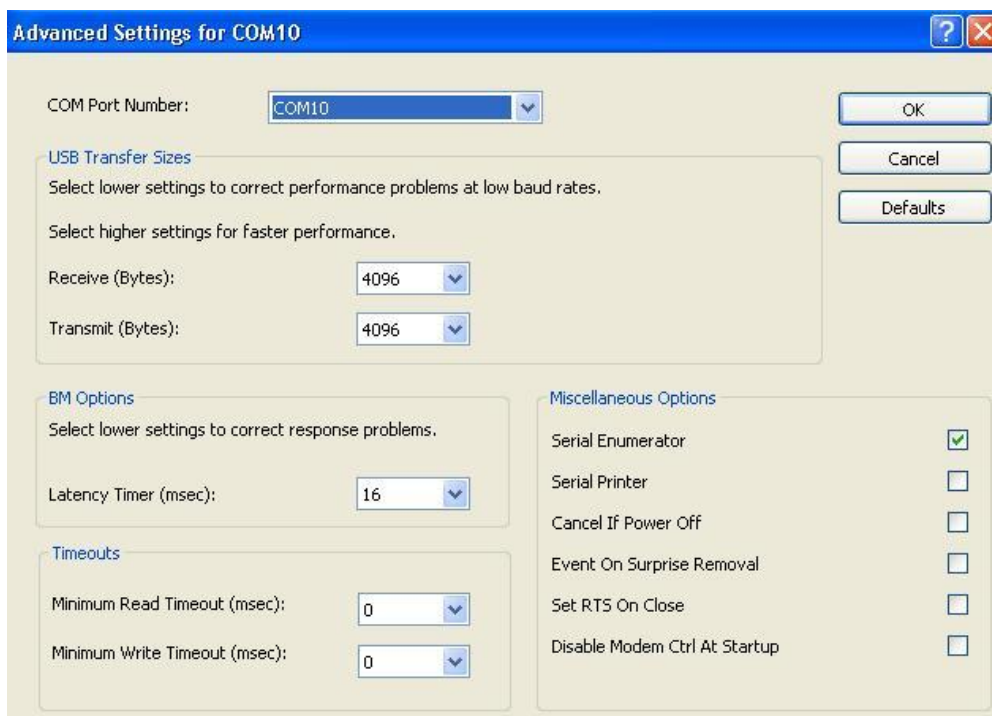 Advanced Settings for COM10
COM Port Number: COM10
OK
Cancel
Defaults
USB Transfer Sizes
Select lower settings to correct performance problems at low baud rates.
Select higher settings for faster performance.
Receive (Bytes): 4096
Transmit (Bytes): 4096
BM Options
Select lower settings to correct response problems.
Latency Timer (msec): 16
Timeouts
Minimum Read Timeout (msec): 0
Minimum Write Timeout (msec): 0
Miscellaneous Options
Serial Enumerator
Serial Printer
Cancel If Power Off
Event On Surprise Removal
Set RTS On Close
Disable Modem Ctrl At Startup